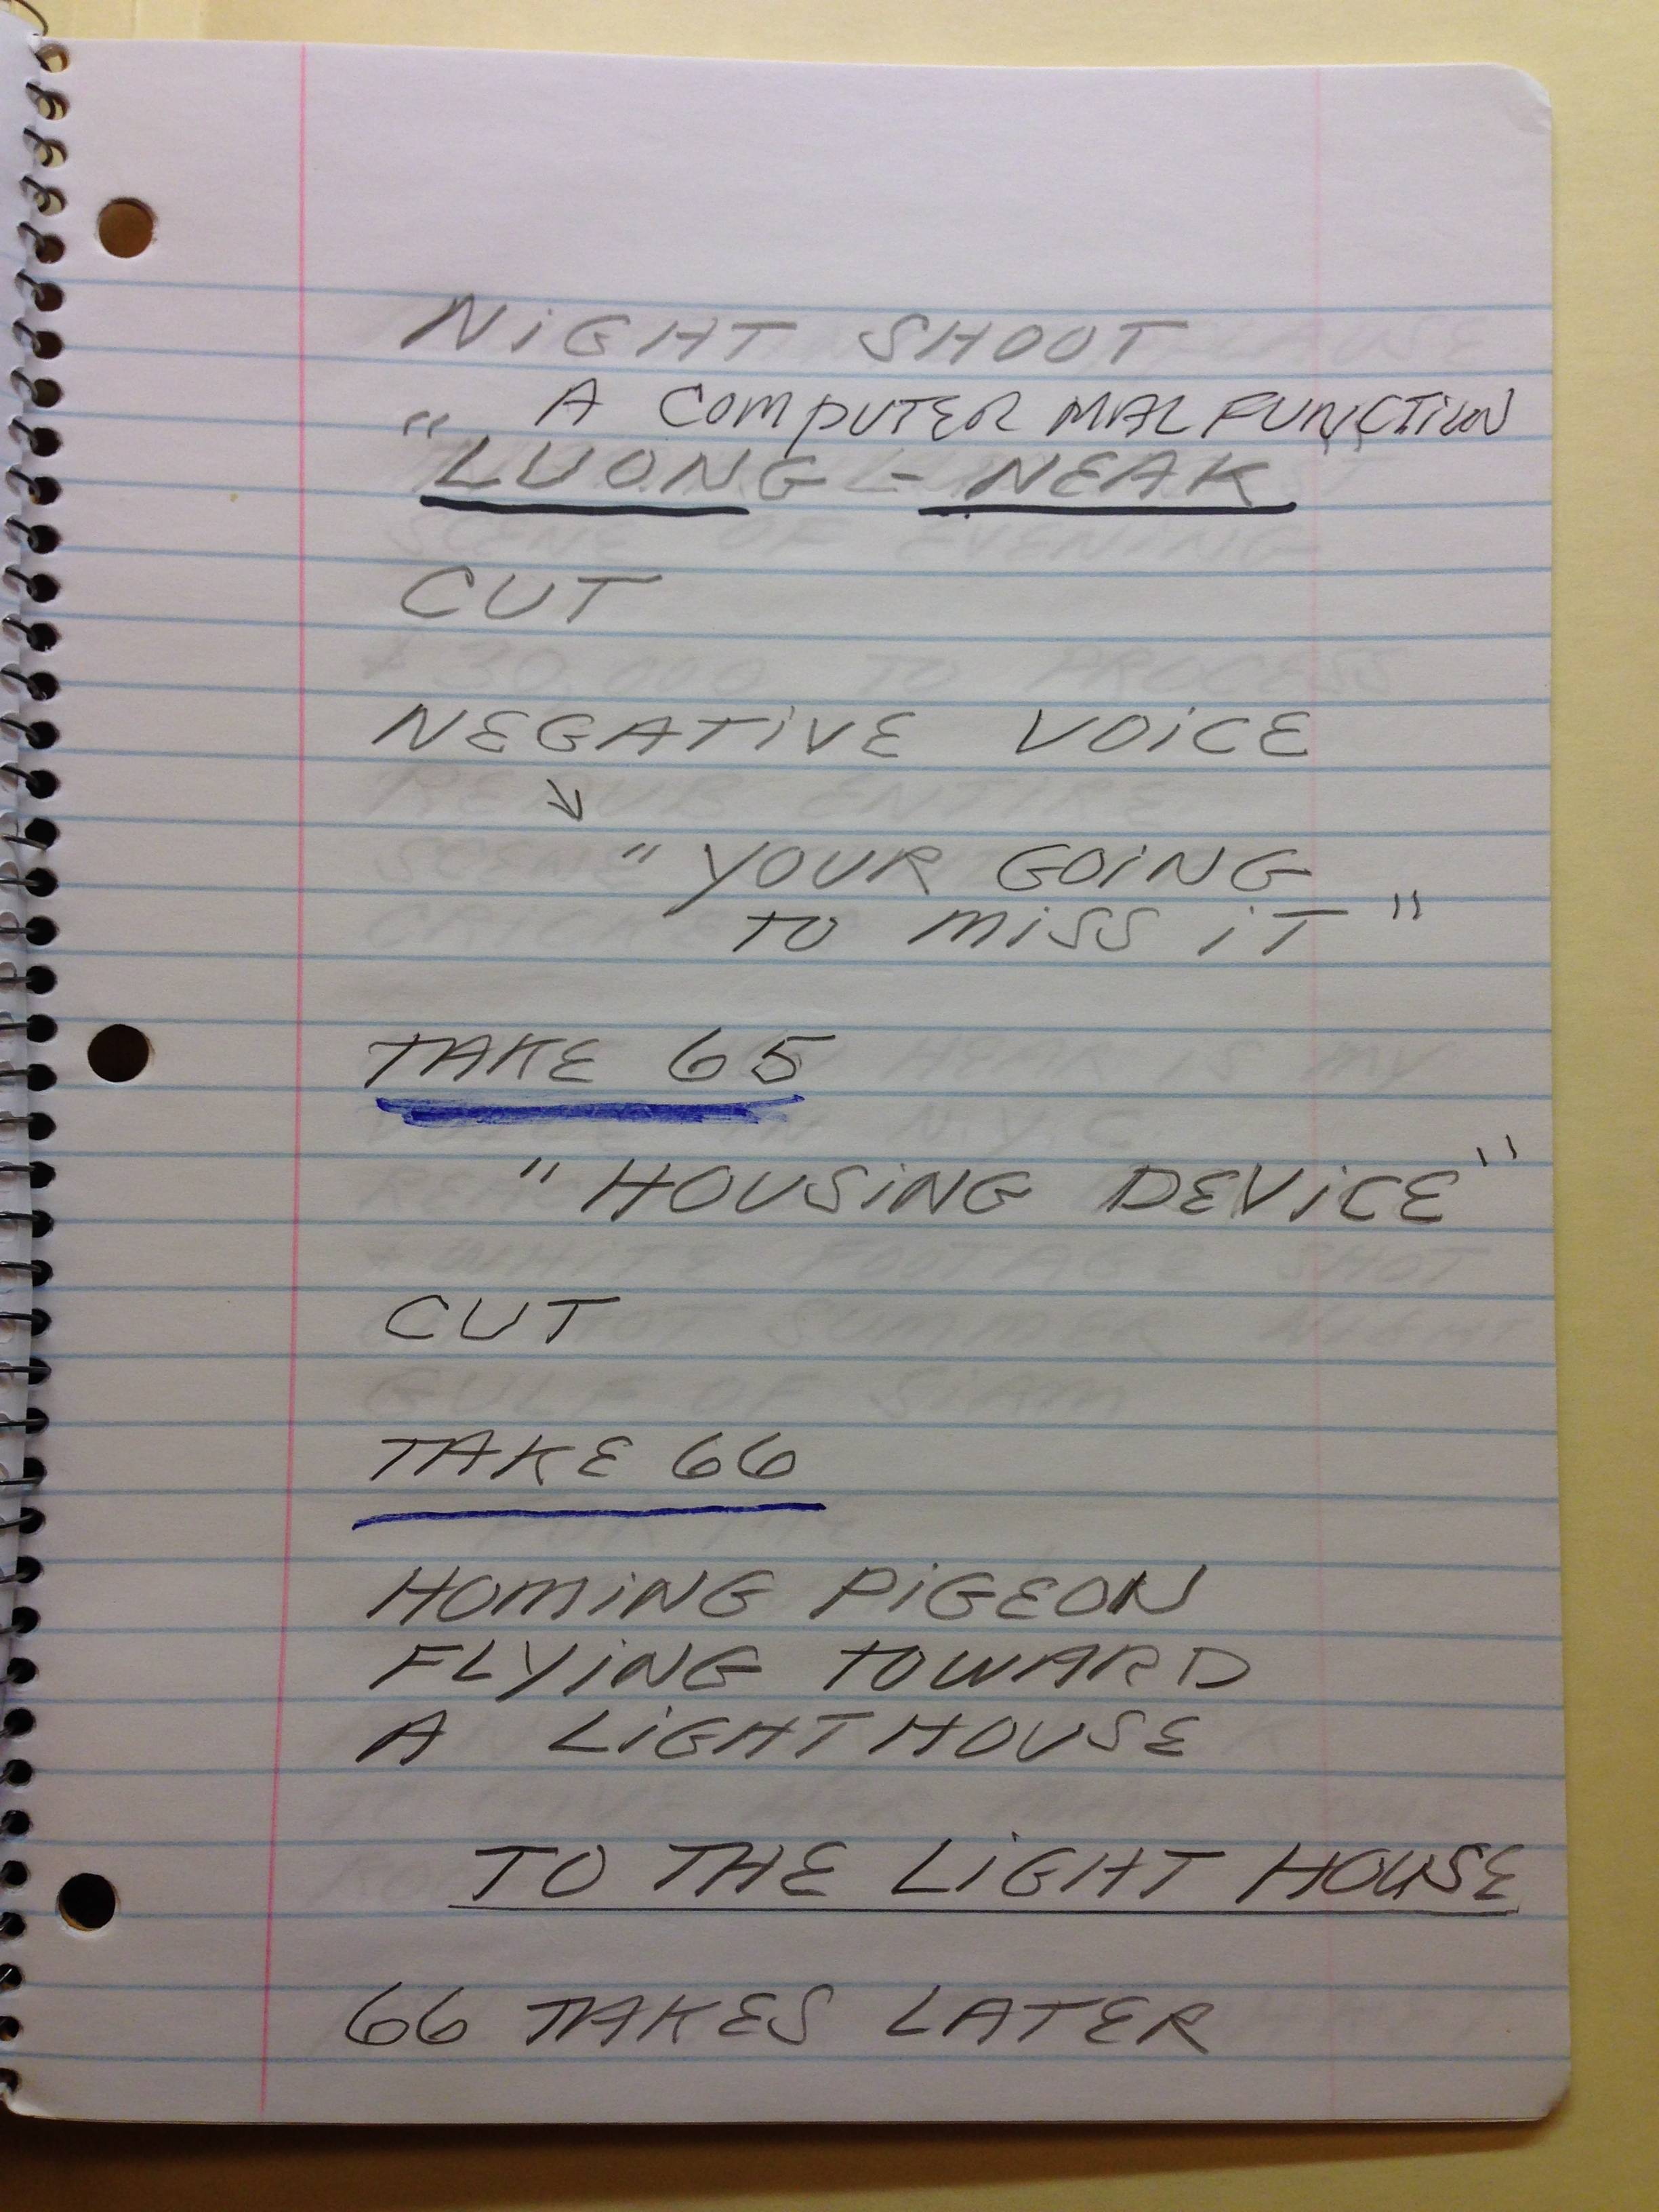 NIGHT SHOOT
A COMPUTER MALFUNCTION
" LUONG - NEAK
CUT
NEGATIVE VOICE
↘
" YOUR GOING
TO MISS IT "
TAKE 65
" HOUSING DEVICE "
CUT
TAKE 66
HOMING PIGEON
FLYING TOWARD
A LIGHTHOUSE
TO THE LIGHT HOUSE
66 TAKES LATER